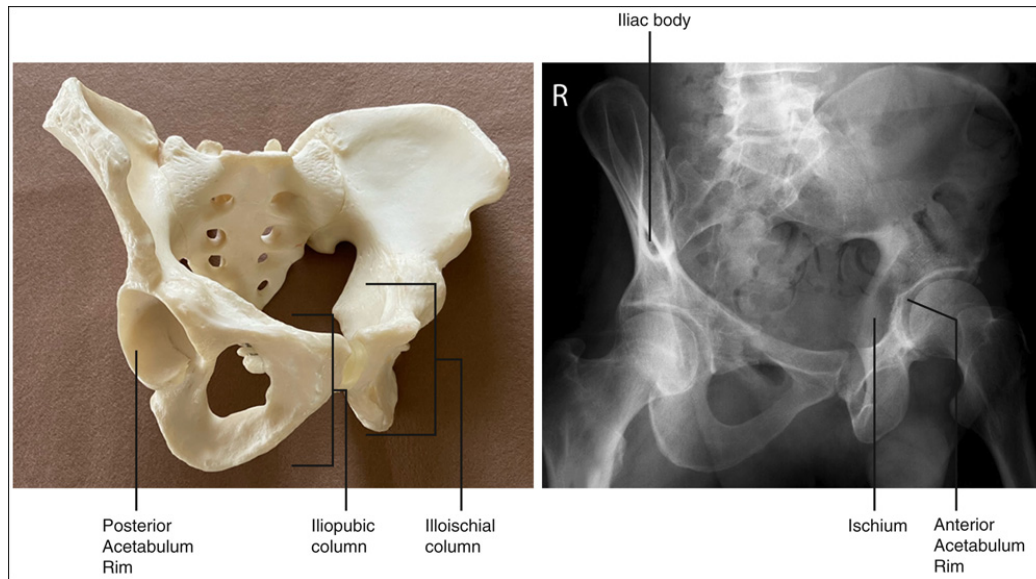 Iliac body
R
Posterior
Acetabulum
Rim
Iliopubic
column
Illoischial
column
Ischium
Anterior
Acetabulum
Rim